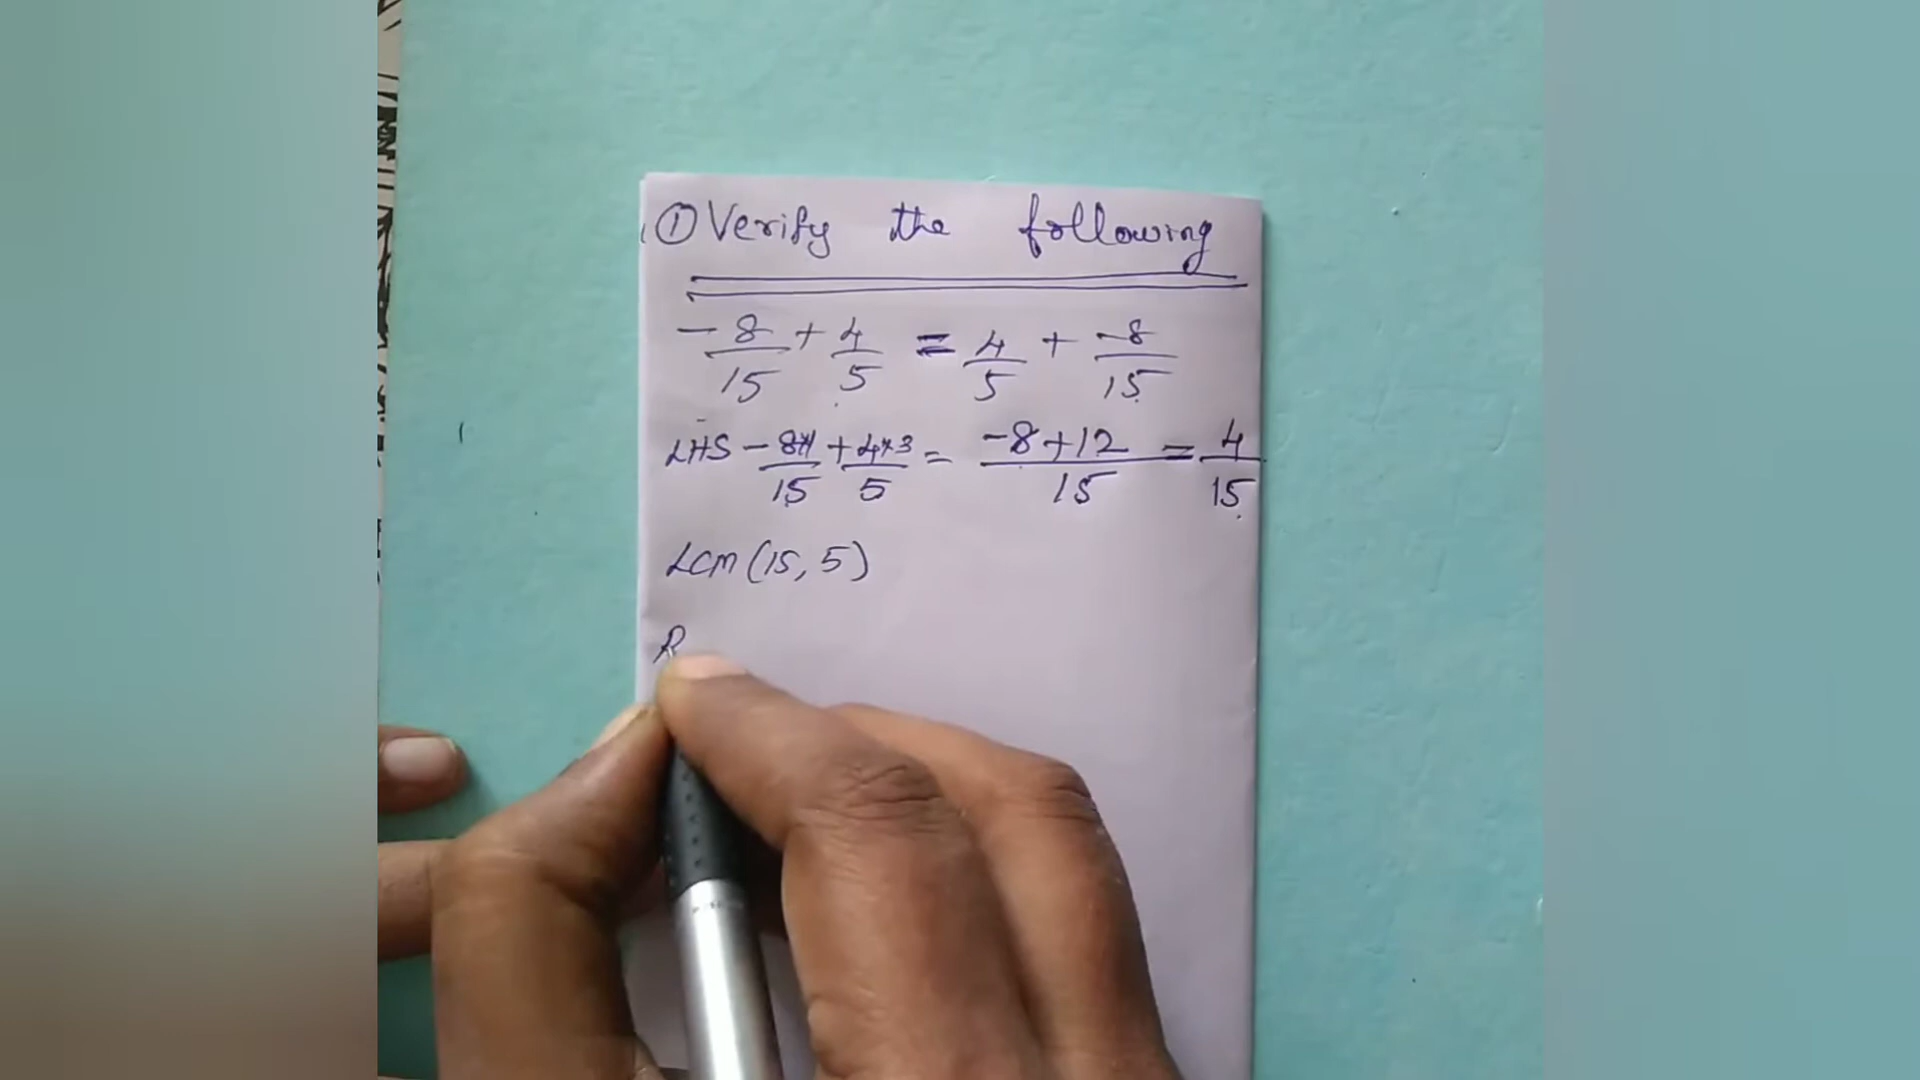 ① Verify the following
-8/15 + 4/5 = 4/5 + -8/15
LHS -8×1/15 + 4×3/5 = -8+12/15 = 4/15
LCM (15, 5)
R